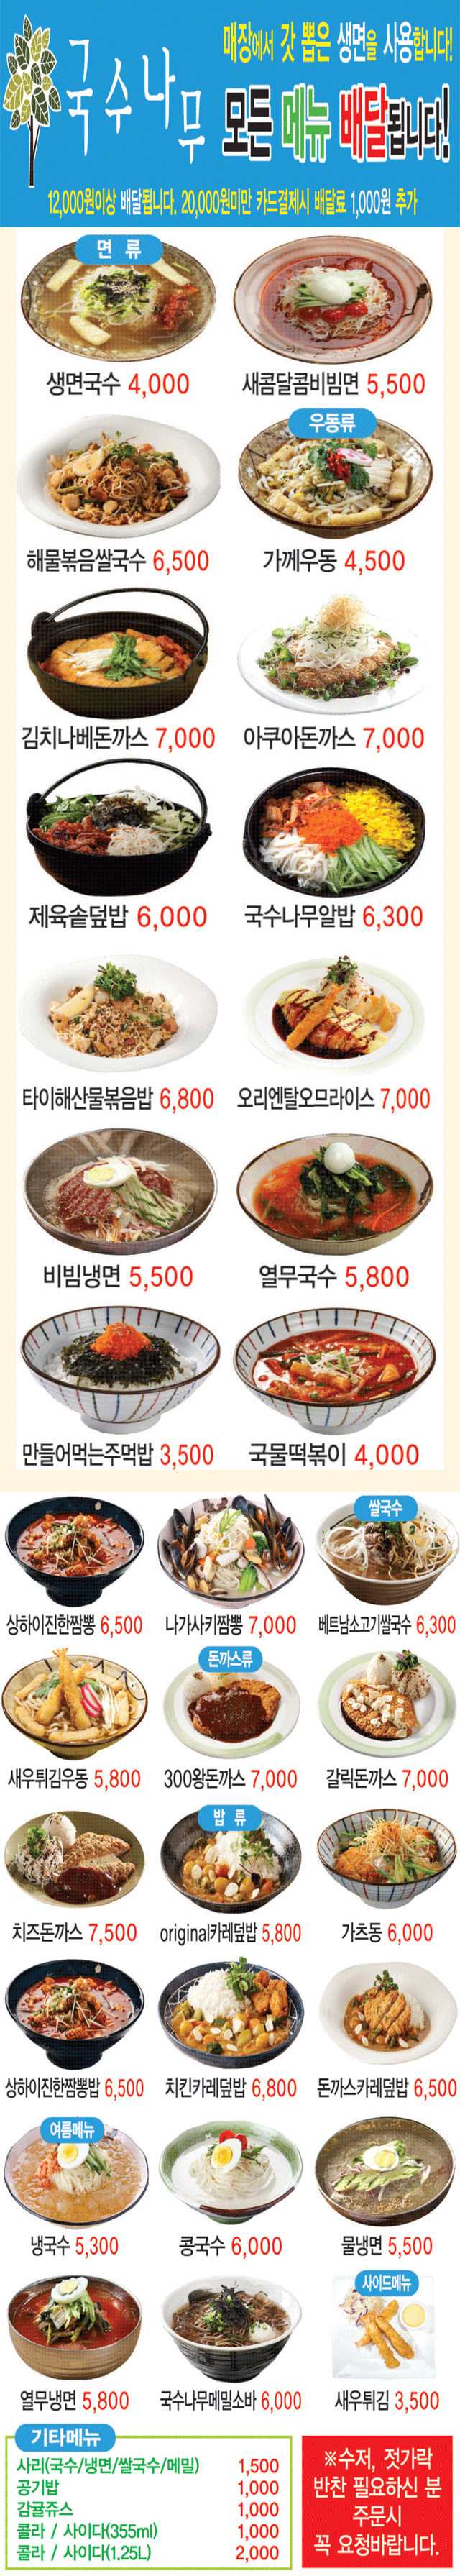 국수나무
매장에서 갓 뽑은 생면을 사용합니다!
모든 메뉴 배달됩니다!
12,000원이상 배달됩니다. 20,000원미만 카드결제시 배달료 1,000원 추가
면 류
생면국수 4,000
새콤달콤비빔면 5,500
우동류
해물볶음쌀국수 6,500
가께우동 4,500
김치나베돈까스 7,000
아쿠아돈까스 7,000
제육솥덮밥 6,000
국수나무알밥 6,300
타이해산물볶음밥 6,800
오리엔탈오므라이스 7,000
비빔냉면 5,500
열무국수 5,800
만들어먹는주먹밥 3,500
국물떡볶이 4,000
쌀국수
상하이진한짬뽕 6,500
나가사키짬뽕 7,000
베트남소고기쌀국수 6,300
돈까스류
새우튀김우동 5,800
300왕돈까스 7,000
갈릭돈까스 7,000
밥 류
치즈돈까스 7,500
original카레덮밥 5,800
가츠동 6,000
상하이진한짬뽕밥 6,500
치킨카레덮밥 6,800
돈까스카레덮밥 6,500
여름메뉴
냉국수 5,300
콩국수 6,000
물냉면 5,500
사이드메뉴
열무냉면 5,800
국수나무메밀소바 6,000
새우튀김 3,500
기타메뉴
사리(국수/냉면/쌀국수/메밀) 1,500
공기밥 1,000
감귤쥬스 1,000
콜라 / 사이다(355ml) 1,000
콜라 / 사이다(1.25L) 2,000
※수저, 젓가락
반찬 필요하신 분
주문시
꼭 요청바랍니다.